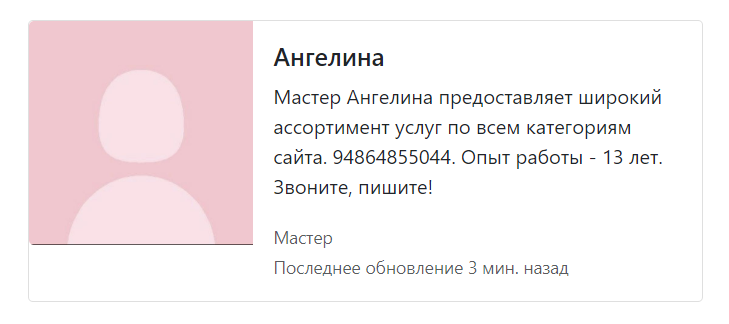 Ангелина
Мастер Ангелина предоставляет широкий
ассортимент услуг по всем категориям
сайта. 94864855044. Опыт работы - 13 лет.
Звоните, пишите!
Мастер
Последнее обновление 3 мин. назад